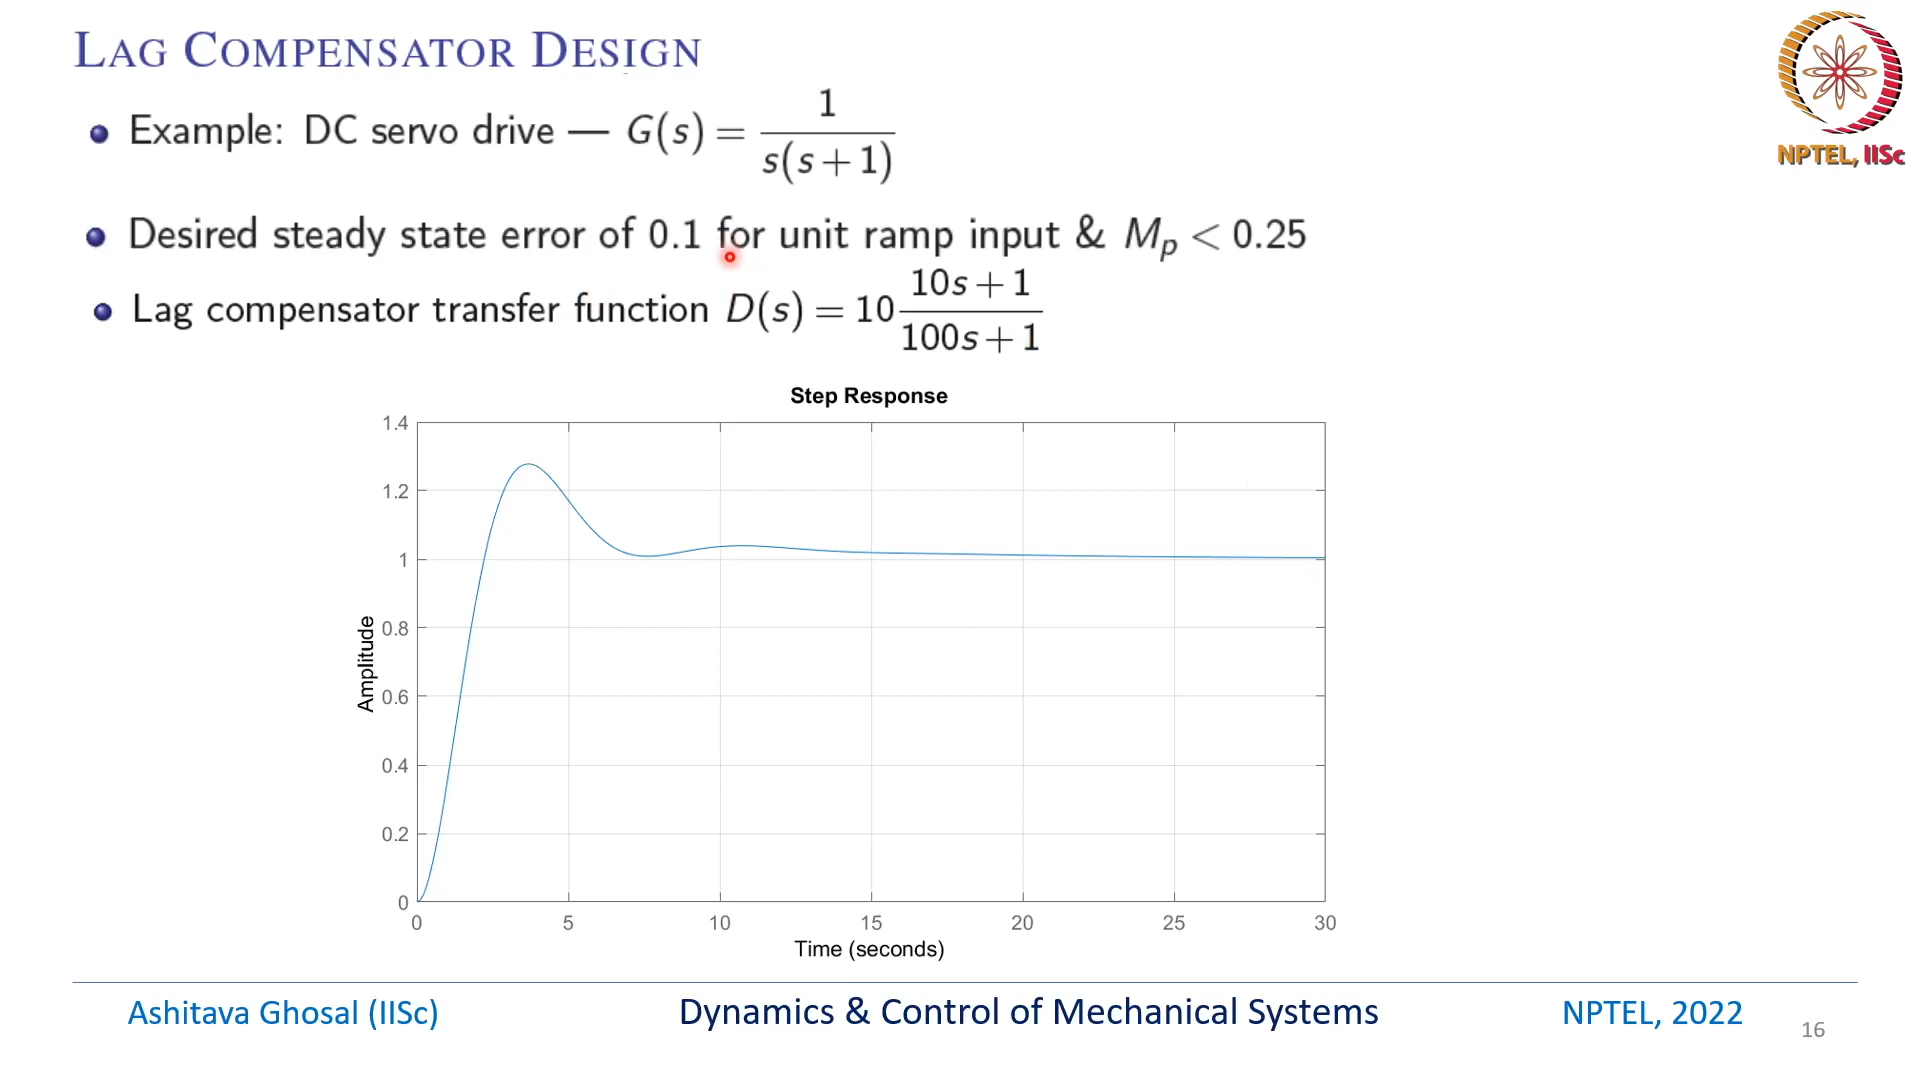 LAG COMPENSATOR DESIGN
Example: DC servo drive — G(s) = 1 / s(s+1)
Desired steady state error of 0.1 for unit ramp input & Mp < 0.25
Lag compensator transfer function D(s) = 10 (10s+1) / (100s+1)
NPTEL, IISc
Step Response
1.4
1.2
1
0.8
0.6
0.4
0.2
0
Amplitude
0 5 10 15 20 25 30
Time (seconds)
Ashitava Ghosal (IISc) Dynamics & Control of Mechanical Systems NPTEL, 2022 16